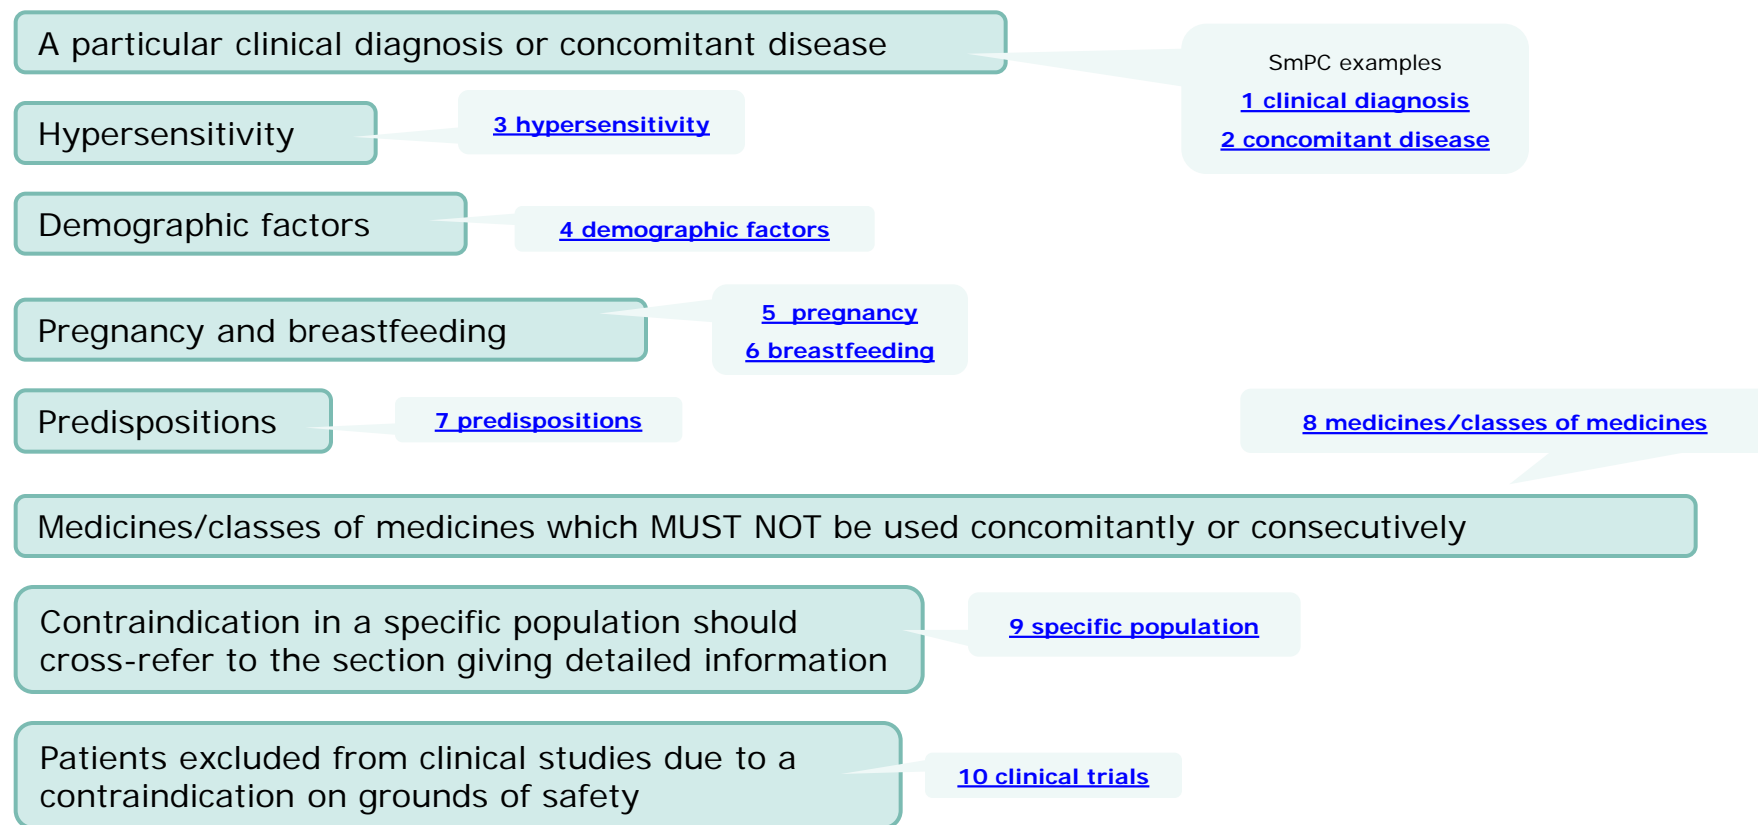 A particular clinical diagnosis or concomitant disease
SmPC examples
1 clinical diagnosis
2 concomitant disease
Hypersensitivity
3 hypersensitivity
Demographic factors
4 demographic factors
Pregnancy and breastfeeding
5 pregnancy
6 breastfeeding
Predispositions
7 predispositions
8 medicines/classes of medicines
Medicines/classes of medicines which MUST NOT be used concomitantly or consecutively
Contraindication in a specific population should
cross-refer to the section giving detailed information
9 specific population
Patients excluded from clinical studies due to a
contraindication on grounds of safety
10 clinical trials